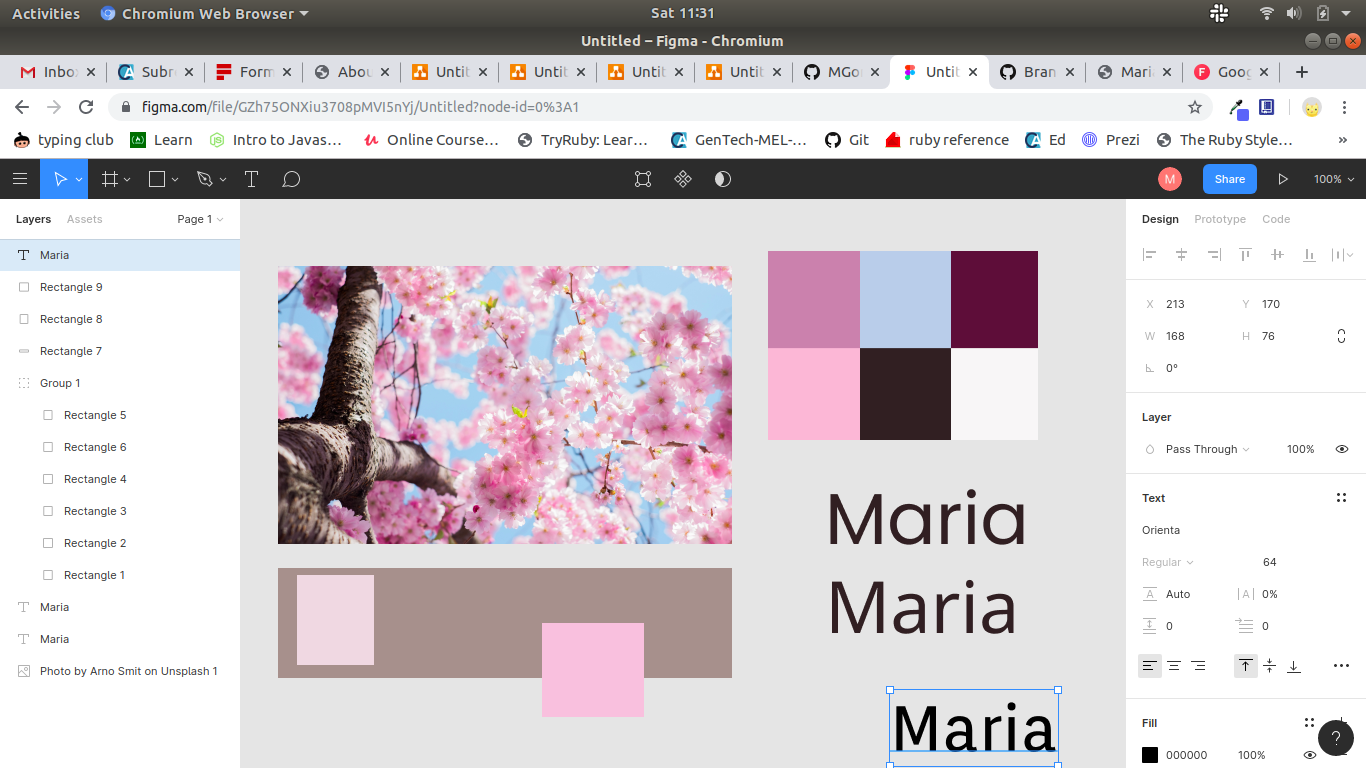 Activities Chromium Web Browser Sat 11:31
Untitled – Figma - Chromium
Inbo Subr Form Abou Untit Untit Untit Untit MGo Untit Bran Mari Goog
figma.com/file/GZh75ONXiu3708pMVI5nYj/Untitled?node-id=0%3A1
typing club Learn Intro to Javas... Online Course... TryRuby: Lear... GenTech-MEL-... Git ruby reference Ed Prezi The Ruby Style... »
M Share 100%
Layers Assets Page 1
Design Prototype Code
Maria
Rectangle 9
Rectangle 8
Rectangle 7
Group 1
Rectangle 5
Rectangle 6
Rectangle 4
Rectangle 3
Rectangle 2
Rectangle 1
Maria
Maria
Photo by Arno Smit on Unsplash 1
Maria
Maria
Maria
X 213 Y 170
W 168 H 76
0°
Layer
Pass Through 100%
Text
Orienta
Regular 64
A Auto |A| 0%
0 0
Fill
000000 100%
?